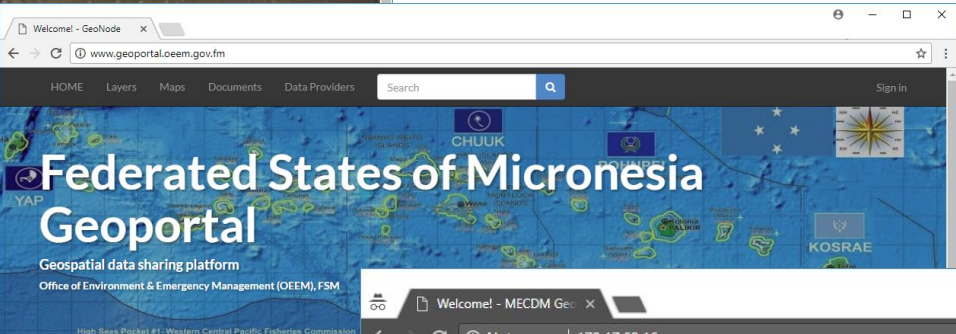 Welcome! - GeoNode
www.geoportal.oeem.gov.fm
HOME Layers Maps Documents Data Providers Search Sign in
CHUUK
YAP
Federated States of Micronesia
Geoportal
KOSRAE
Geospatial data sharing platform
Office of Environment & Emergency Management (OEEM), FSM
High Seas Pocket #1- Western Central Pacific Fisheries Commission
Welcome! - MECDM Geo